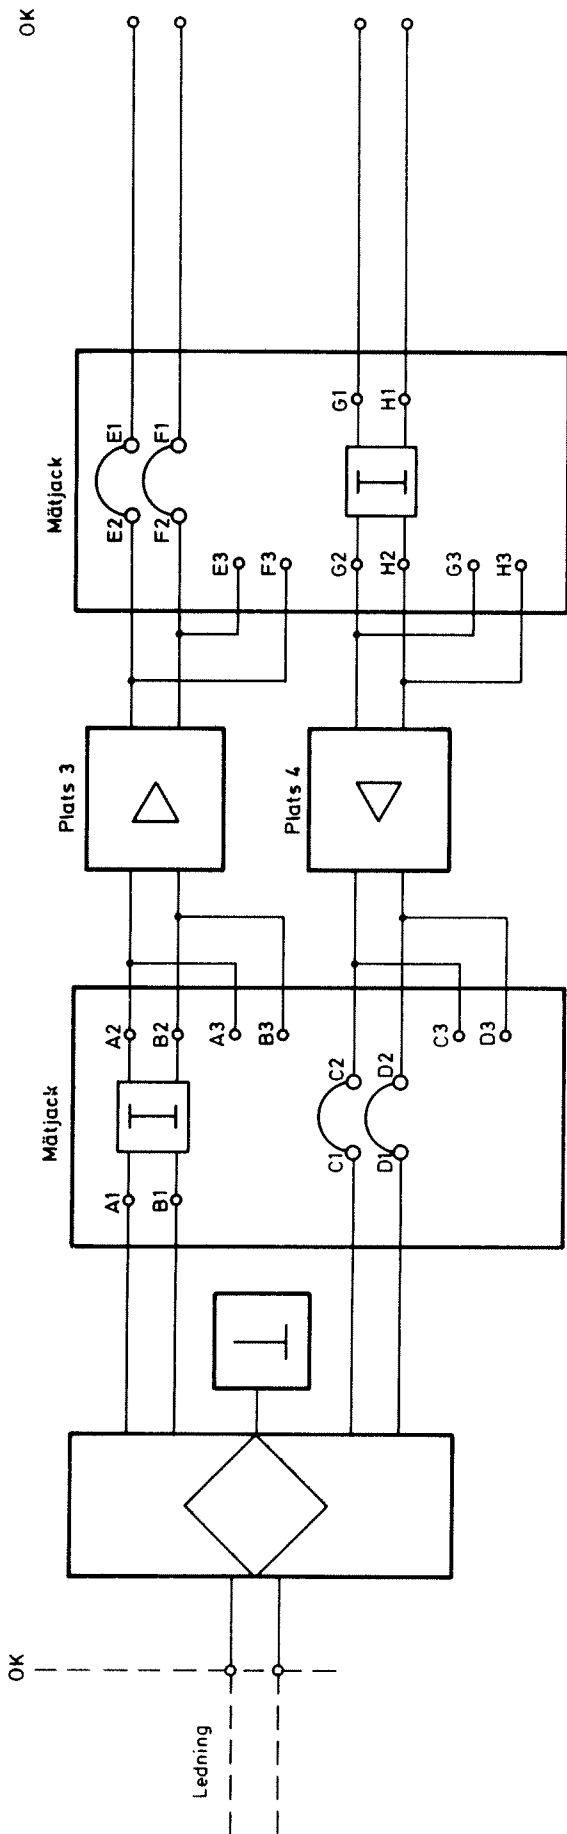 OK
OK
Mätjack
Plats 3
Mätjack
A1 A2 E2 E1
B1 B2 F2 F1
Ledning
A3 E3
B3 F3
Plats 4
C1 C2 G2 G1
D1 D2 H2 H1
C3 G3
D3 H3